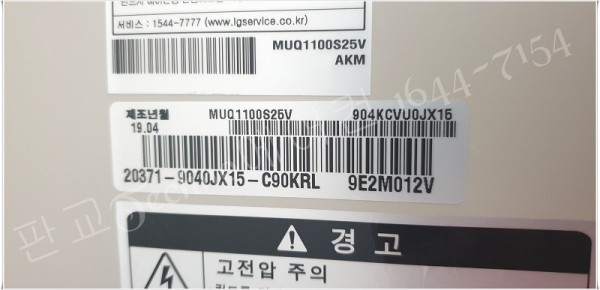 서비스 : 1544-7777 (www.lgservice.co.kr)
MUQ1100S25V
AKM
제조년월 MUQ1100S25V 904KCVU0JX15
19.04
20371-9040JX15-C90KRL 9E2M012V
경 고
고전압 주의
판교
1644-7154